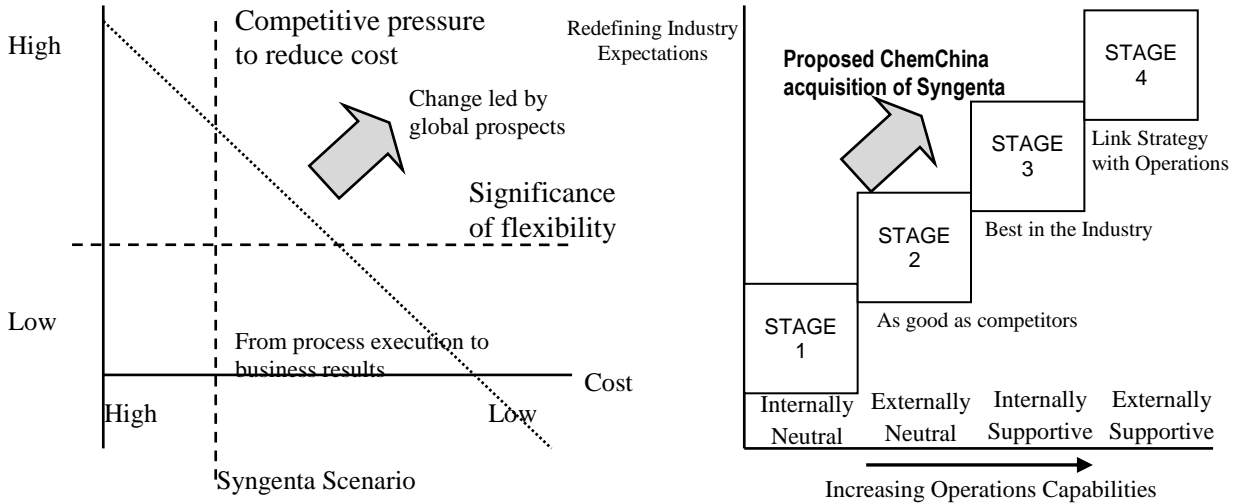 Competitive pressure
to reduce cost
High
Change led by
global prospects
Significance
of flexibility
Low
From process execution to
business results
Cost
High
Low
Syngenta Scenario
Redefining Industry
Expectations
Proposed ChemChina
acquisition of Syngenta
STAGE
4
STAGE
3
Link Strategy
with Operations
STAGE
2
Best in the Industry
STAGE
1
As good as competitors
Internally
Neutral
Externally
Neutral
Internally
Supportive
Externally
Supportive
Increasing Operations Capabilities